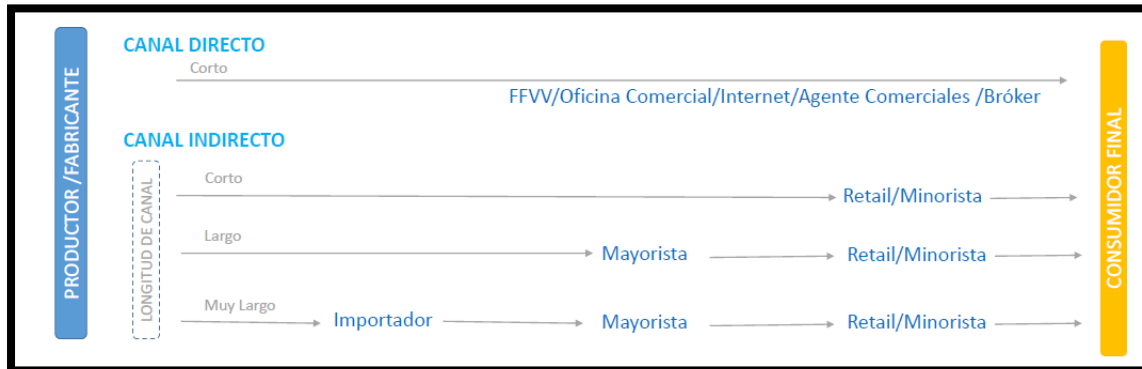 PRODUCTOR /FABRICANTE
CANAL DIRECTO
Corto
FFVV/Oficina Comercial/Internet/Agente Comerciales /Bróker
CANAL INDIRECTO
LONGITUD DE CANAL
Corto
Retail/Minorista
Largo
Mayorista
Retail/Minorista
Muy Largo
Importador
Mayorista
Retail/Minorista
CONSUMIDOR FINAL